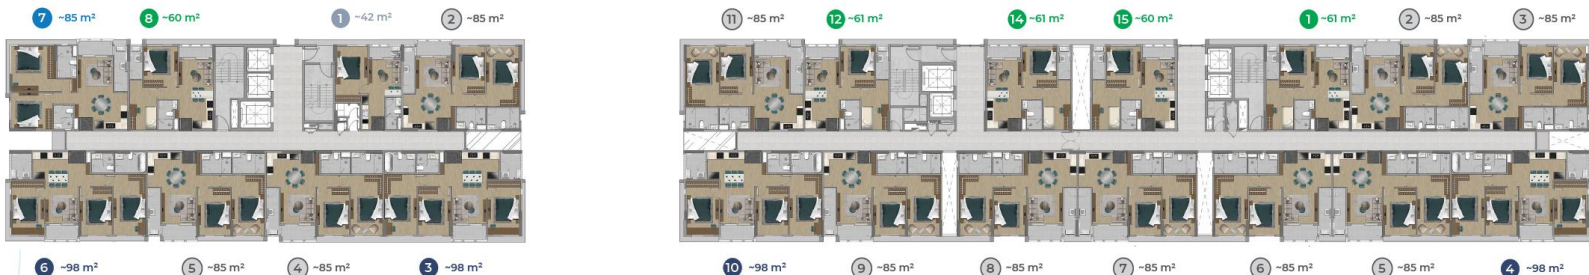 7 ~85 m²
8 ~60 m²
1 ~42 m²
2 ~85 m²
11 ~85 m²
12 ~61 m²
14 ~61 m²
15 ~60 m²
1 ~61 m²
2 ~85 m²
3 ~85 m²
6 ~98 m²
5 ~85 m²
4 ~85 m²
3 ~98 m²
10 ~98 m²
9 ~85 m²
8 ~85 m²
7 ~85 m²
6 ~85 m²
5 ~85 m²
4 ~98 m²